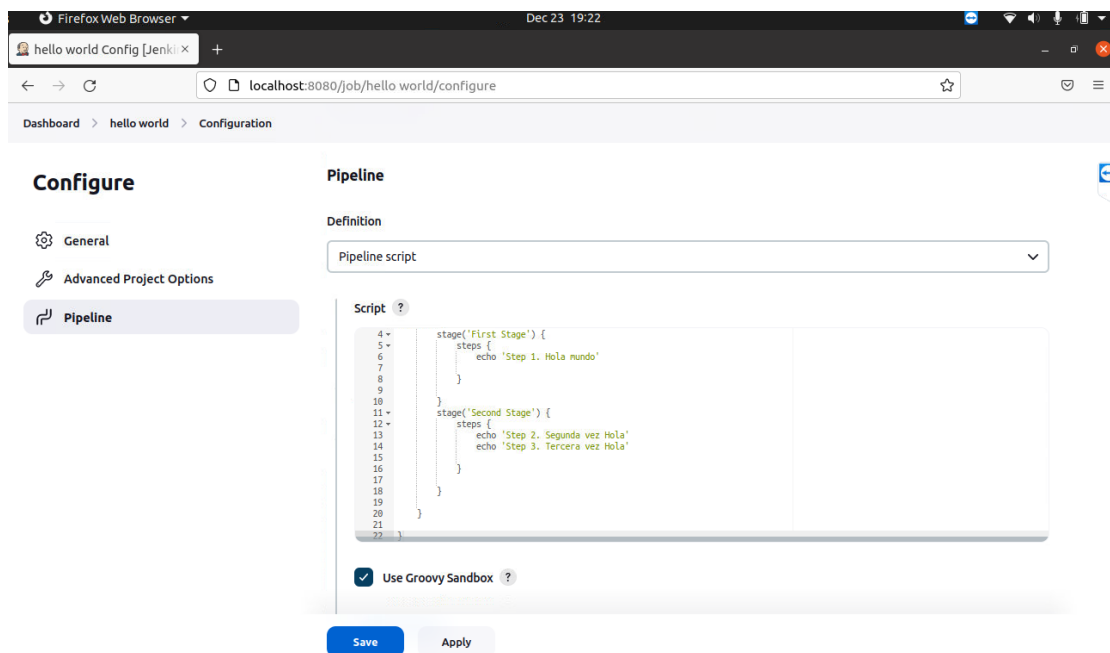 Firefox Web Browser
Dec 23 19:22
hello world Config [Jenki
localhost:8080/job/hello world/configure
Dashboard > hello world > Configuration
Configure
General
Advanced Project Options
Pipeline
Pipeline
Definition
Pipeline script
Script ?
4 stage('First Stage') {
5 steps {
6 echo 'Step 1. Hola mundo'
7
8 }
9
10 }
11 stage('Second Stage') {
12 steps {
13 echo 'Step 2. Segunda vez Hola'
14 echo 'Step 3. Tercera vez Hola'
15
16 }
17
18 }
19
20 }
21
22 }
Use Groovy Sandbox ?
Save Apply